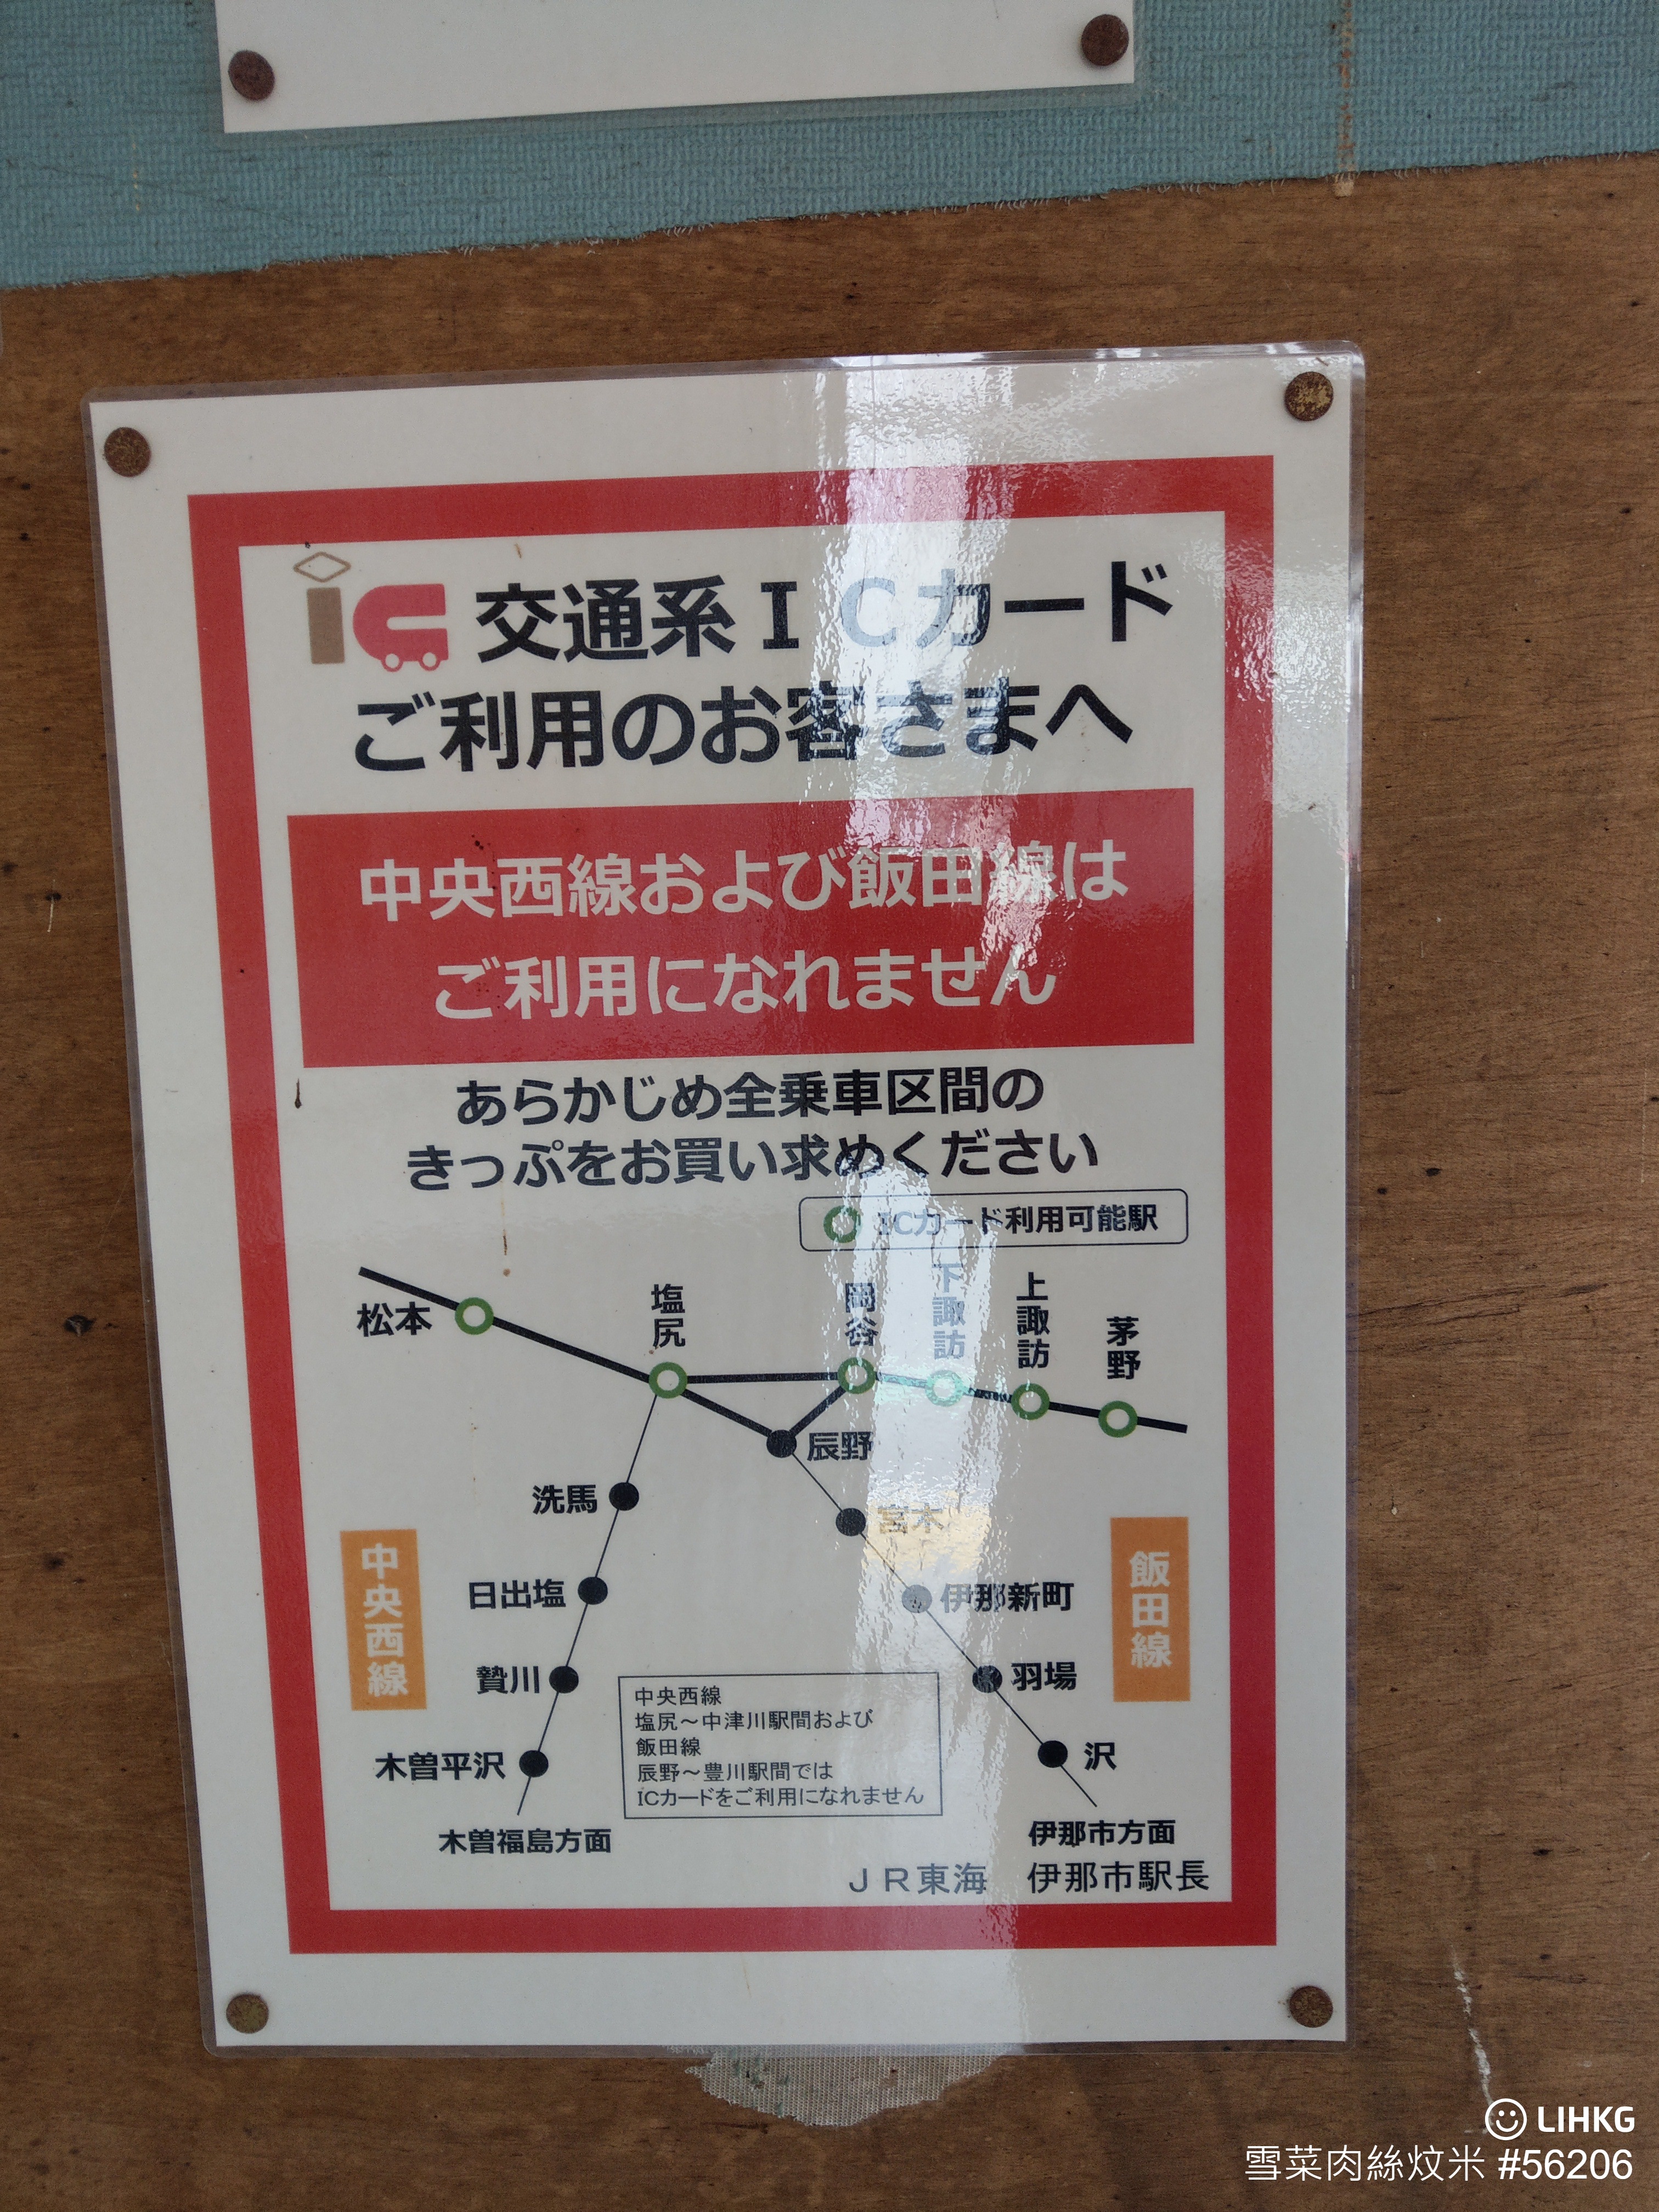 交通系ICカード
ご利用のお客さまへ
中央西線および飯田線は
ご利用になれません
あらかじめ全乗車区間の
きっぷをお買い求めください
ICカード利用可能駅
松本
塩尻
岡谷
下諏訪
上諏訪
茅野
辰野
洗馬
宮木
中央西線
飯田線
日出塩
伊那新町
贄川
羽場
木曽平沢
沢
中央西線
塩尻～中津川駅間および
飯田線
辰野～豊川駅間では
ICカードをご利用になれません
木曽福島方面
伊那市方面
JR東海 伊那市駅長
LIHKG
雪菜肉絲炆米 #56206